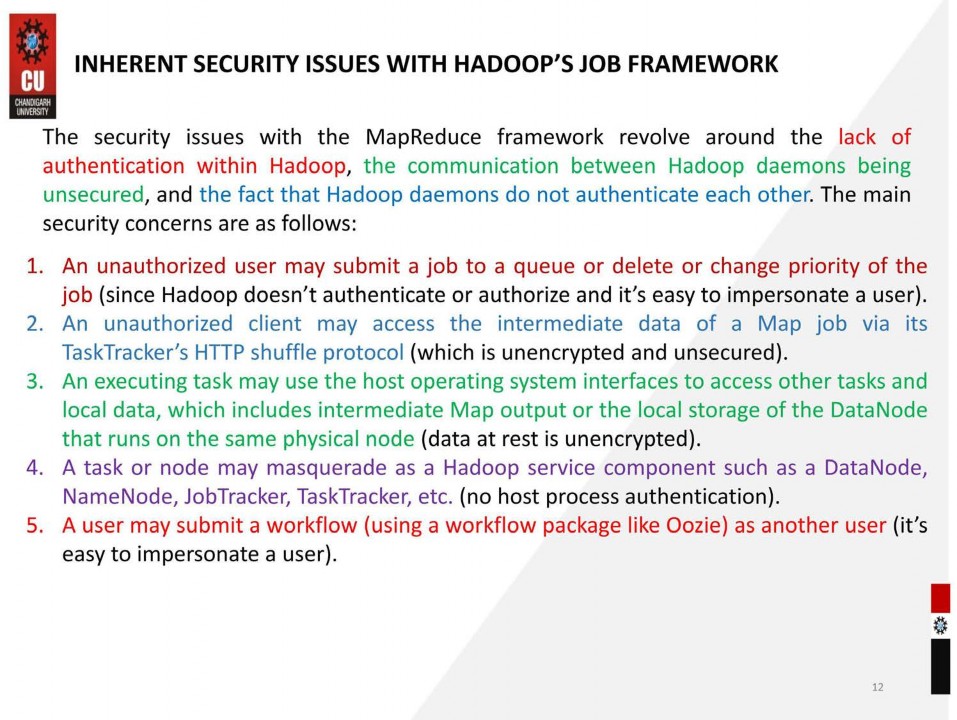 CU
CHANDIGARH
UNIVERSITY
INHERENT SECURITY ISSUES WITH HADOOP'S JOB FRAMEWORK
The security issues with the MapReduce framework revolve around the lack of
authentication within Hadoop, the communication between Hadoop daemons being
unsecured, and the fact that Hadoop daemons do not authenticate each other. The main
security concerns are as follows:
1. An unauthorized user may submit a job to a queue or delete or change priority of the
job (since Hadoop doesn't authenticate or authorize and it's easy to impersonate a user).
2. An unauthorized client may access the intermediate data of a Map job via its
TaskTracker's HTTP shuffle protocol (which is unencrypted and unsecured).
3. An executing task may use the host operating system interfaces to access other tasks and
local data, which includes intermediate Map output or the local storage of the DataNode
that runs on the same physical node (data at rest is unencrypted).
4. A task or node may masquerade as a Hadoop service component such as a DataNode,
NameNode, JobTracker, TaskTracker, etc. (no host process authentication).
5. A user may submit a workflow (using a workflow package like Oozie) as another user (it's
easy to impersonate a user).
12